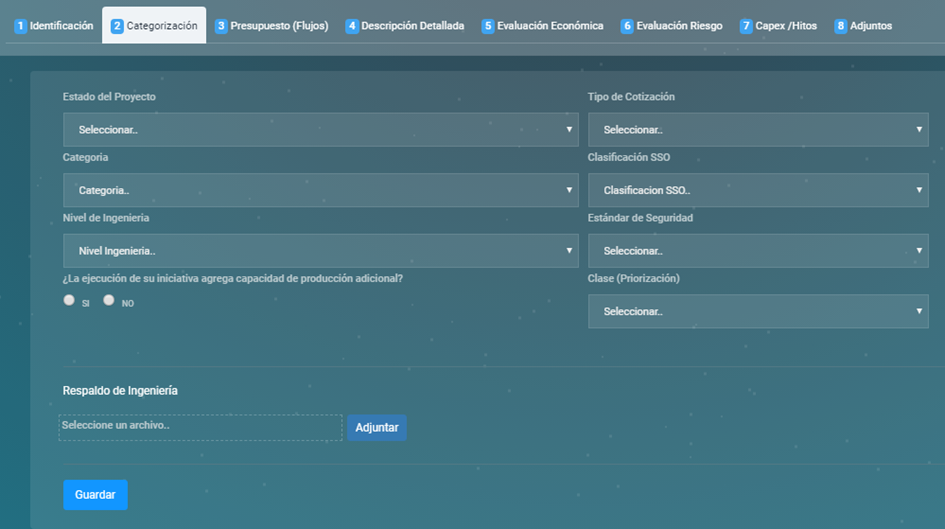 1 Identificación 2 Categorización 3 Presupuesto (Flujos) 4 Descripción Detallada 5 Evaluación Económica 6 Evaluación Riesgo 7 Capex /Hitos 8 Adjuntos
Estado del Proyecto
Seleccionar..
Tipo de Cotización
Seleccionar..
Categoria
Categoria..
Clasificación SSO
Clasificacion SSO..
Nivel de Ingenieria
Nivel Ingenieria..
Estándar de Seguridad
Seleccionar..
¿La ejecución de su iniciativa agrega capacidad de producción adicional?
SI NO
Clase (Priorización)
Seleccionar..
Respaldo de Ingeniería
Seleccione un archivo.. Adjuntar
Guardar